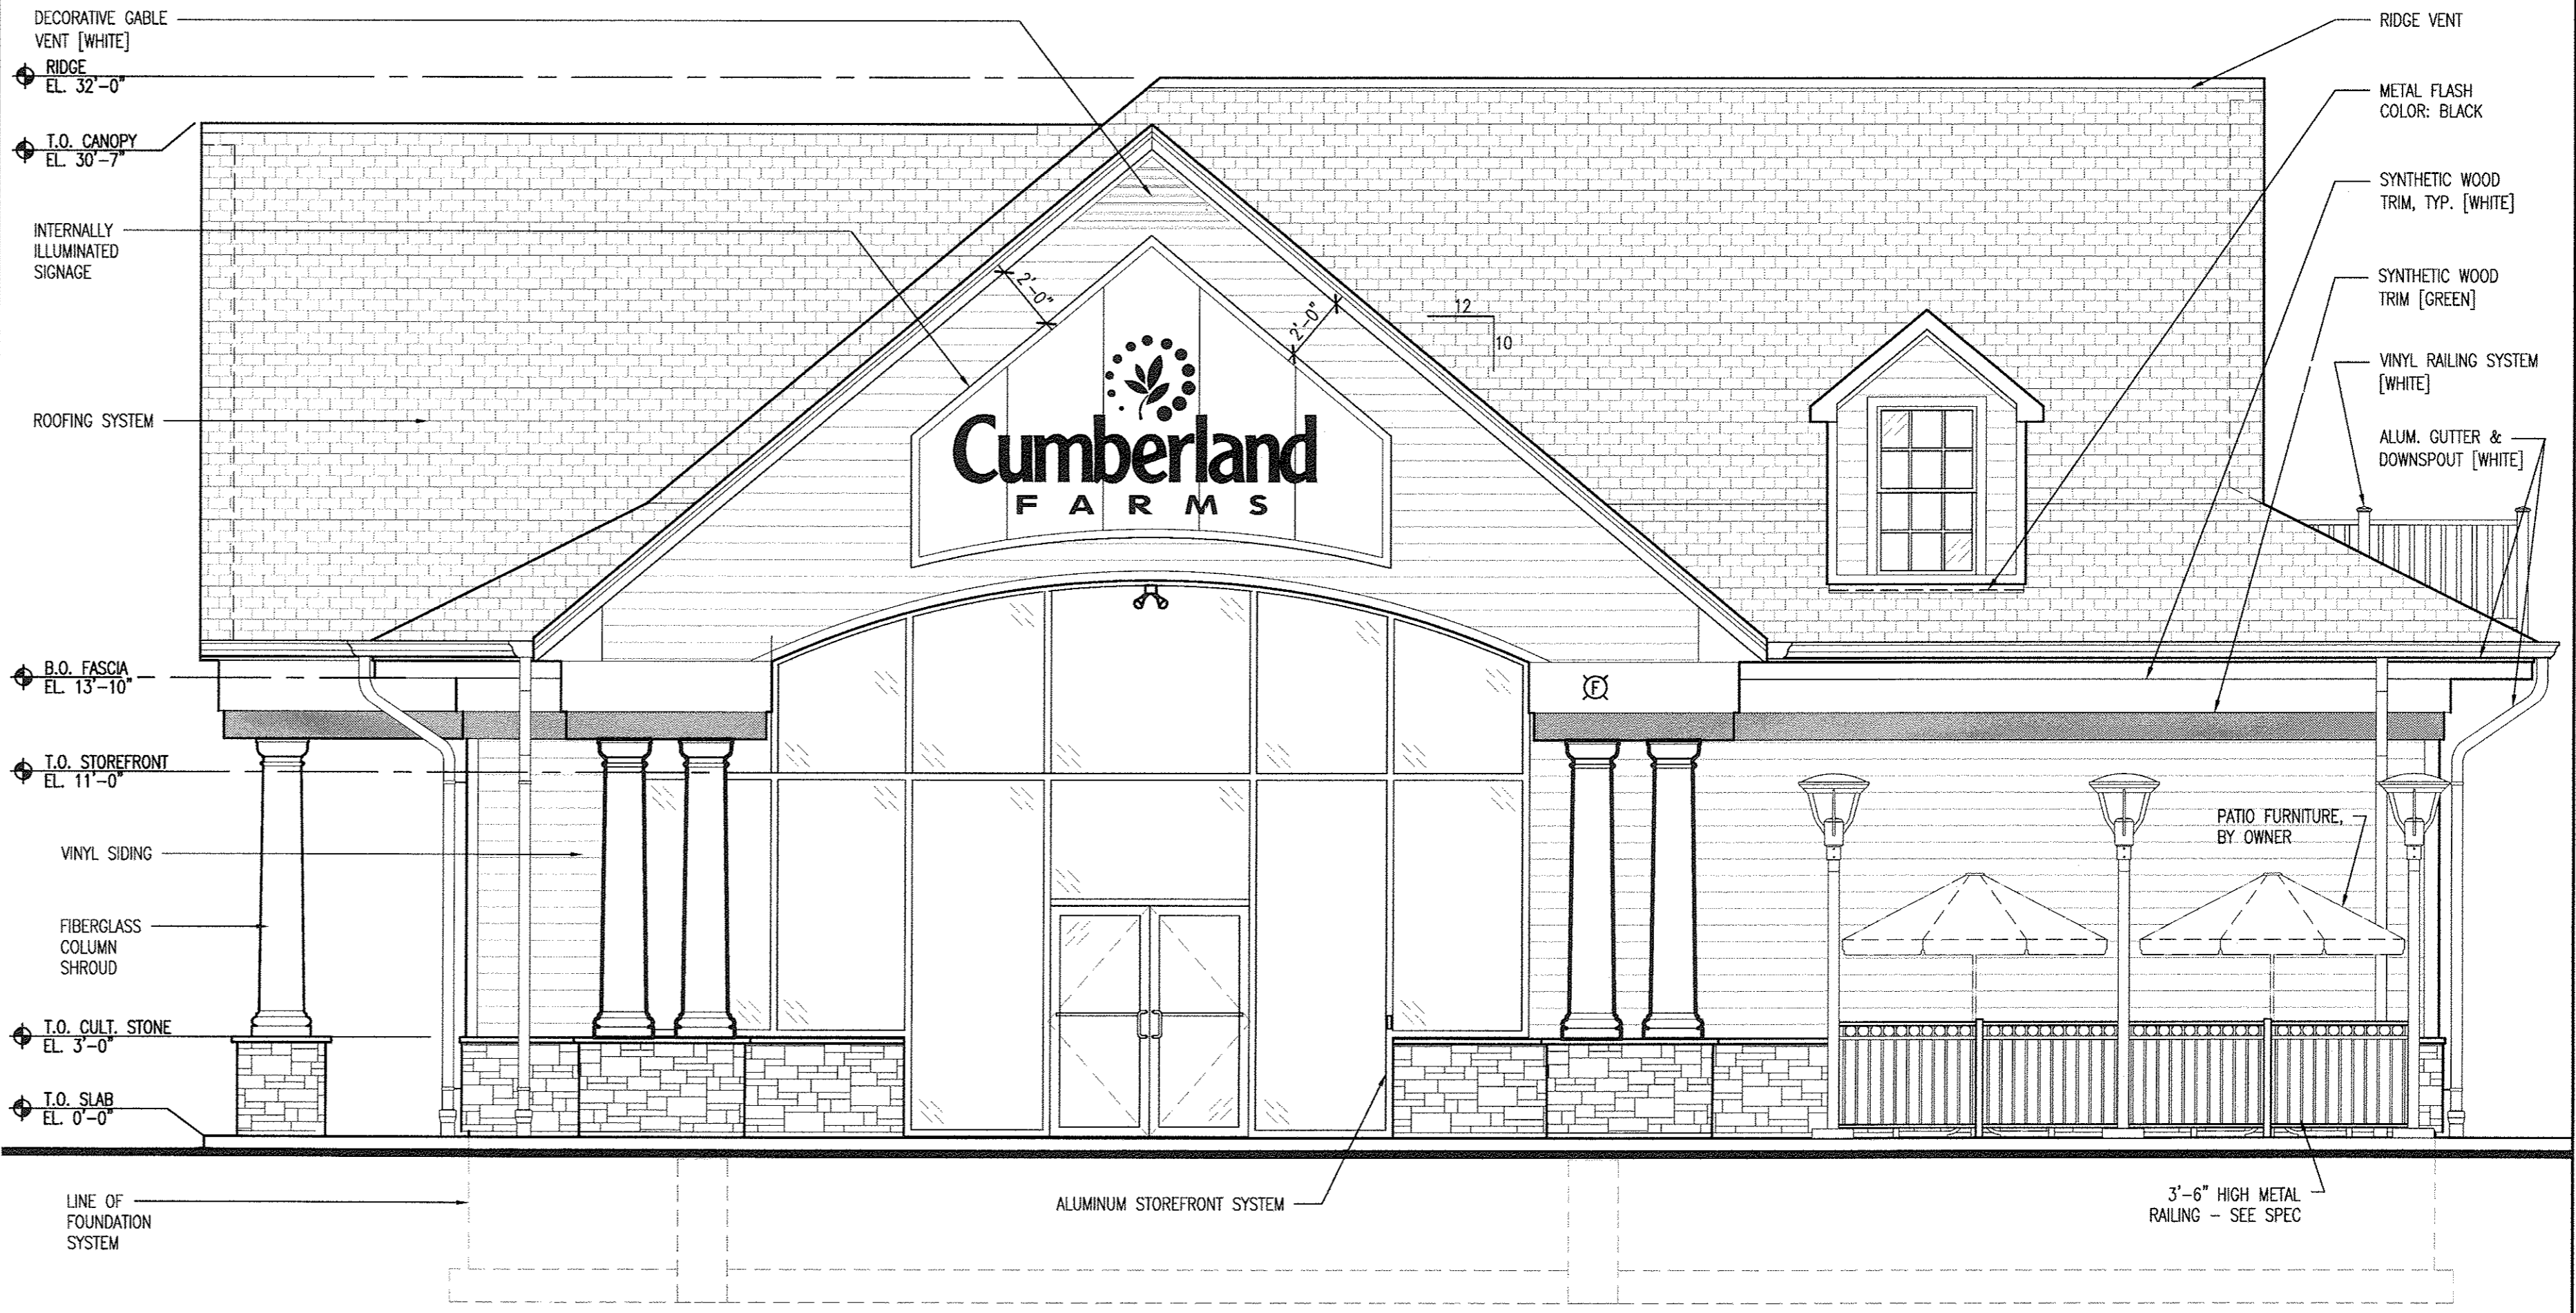 DECORATIVE GABLE
VENT [WHITE]
RIDGE
EL. 32'-0"
T.O. CANOPY
EL. 30'-7"
INTERNALLY
ILLUMINATED
SIGNAGE
ROOFING SYSTEM
B.O. FASCIA
EL. 13'-10"
T.O. STOREFRONT
EL. 11'-0"
VINYL SIDING
FIBERGLASS
COLUMN
SHROUD
T.O. CULT. STONE
EL. 3'-0"
T.O. SLAB
EL. 0'-0"
LINE OF
FOUNDATION
SYSTEM
2'-0"
2'-0"
12
10
Cumberland
FARMS
F
ALUMINUM STOREFRONT SYSTEM
RIDGE VENT
METAL FLASH
COLOR: BLACK
SYNTHETIC WOOD
TRIM, TYP. [WHITE]
SYNTHETIC WOOD
TRIM [GREEN]
VINYL RAILING SYSTEM
[WHITE]
ALUM. GUTTER &
DOWNSPOUT [WHITE]
PATIO FURNITURE,
BY OWNER
3'-6" HIGH METAL
RAILING - SEE SPEC